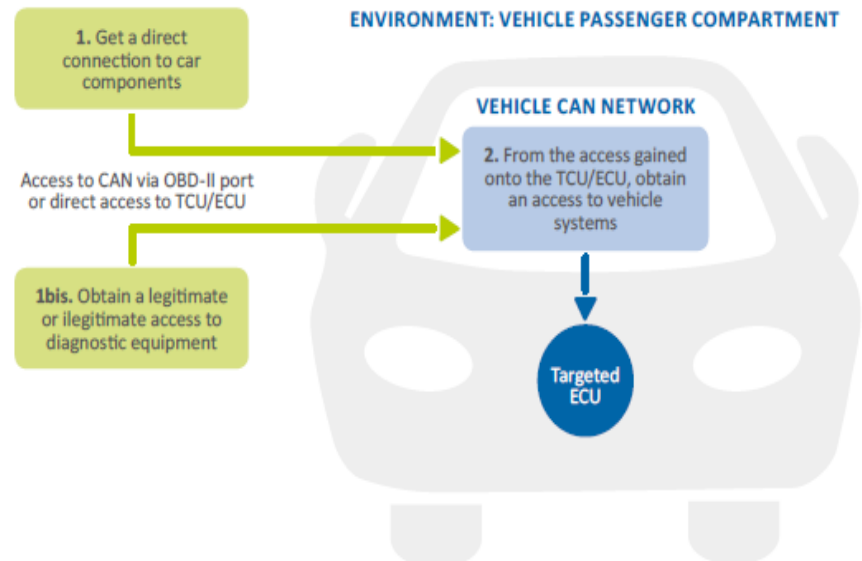 ENVIRONMENT: VEHICLE PASSENGER COMPARTMENT
1. Get a direct
connection to car
components
VEHICLE CAN NETWORK
2. From the access gained
onto the TCU/ECU, obtain
an access to vehicle
systems
Access to CAN via OBD-II port
or direct access to TCU/ECU
1bis. Obtain a legitimate
or ilegitimate access to
diagnostic equipment
Targeted
ECU